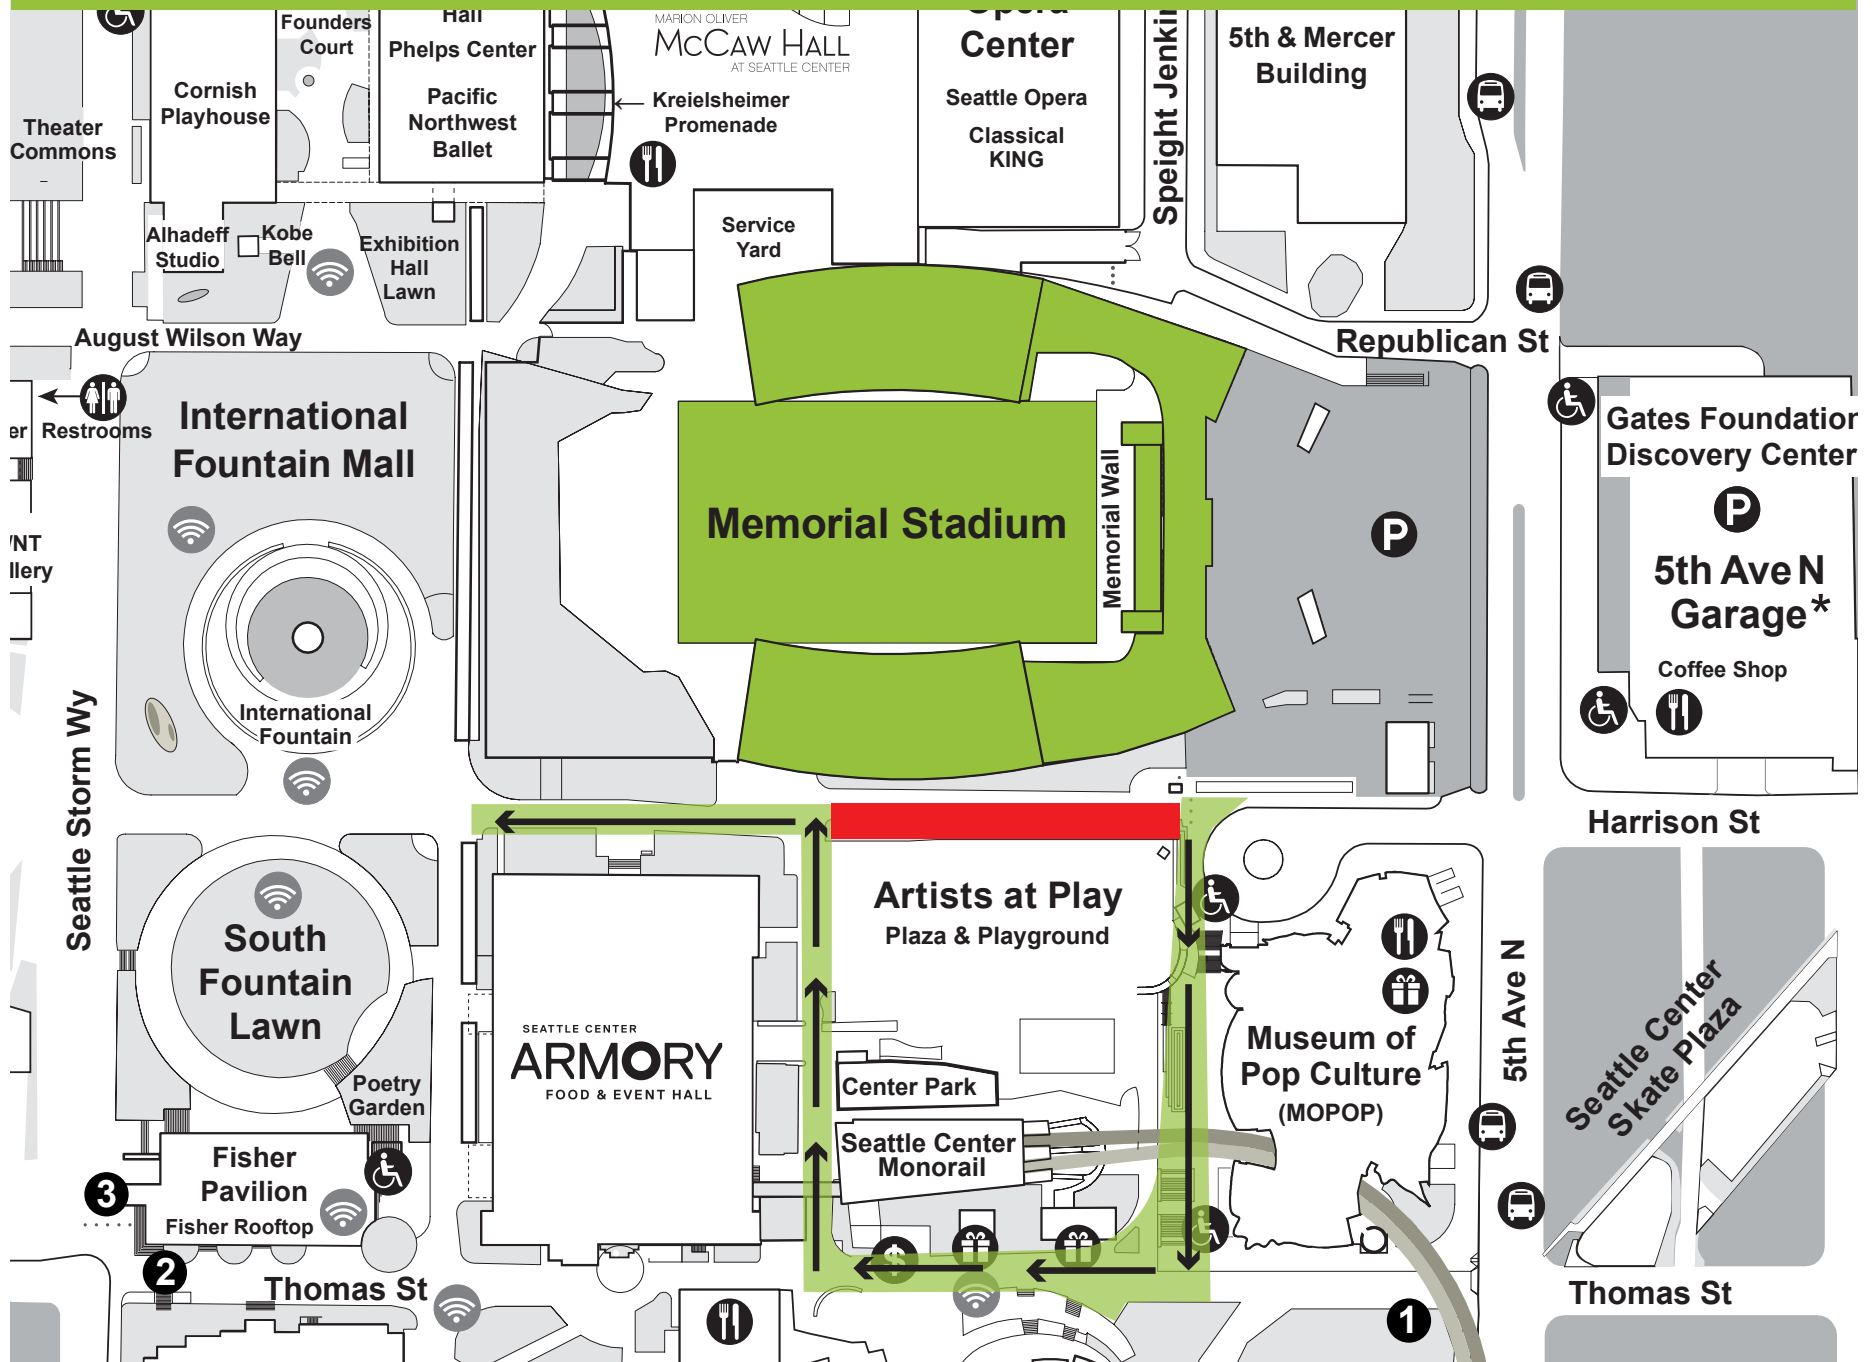 Founders
Court
Hall
Phelps Center
Pacific
Northwest
Ballet
MARION OLIVER
McCAW HALL
AT SEATTLE CENTER
Kreielsheimer
Promenade
Opera
Center
Seattle Opera
Classical
KING
Speight Jenkin
5th & Mercer
Building
Cornish
Playhouse
Theater
Commons
Alhadeff
Studio
Kobe
Bell
Exhibition
Hall
Lawn
Service
Yard
August Wilson Way
Republican St
Restrooms
er
International
Fountain Mall
Memorial Stadium
Memorial Wall
P
Gates Foundation
Discovery Center
P
5th Ave N
Garage*
Coffee Shop
NT
llery
International
Fountain
Seattle Storm Wy
Harrison St
South
Fountain
Lawn
Poetry
Garden
Artists at Play
Plaza & Playground
SEATTLE CENTER
ARMORY
FOOD & EVENT HALL
Center Park
Seattle Center
Monorail
Museum of
Pop Culture
(MOPOP)
5th Ave N
Seattle Center
Skate Plaza
Fisher
Pavilion
Fisher Rooftop
3
2
$
Thomas St
1
Thomas St